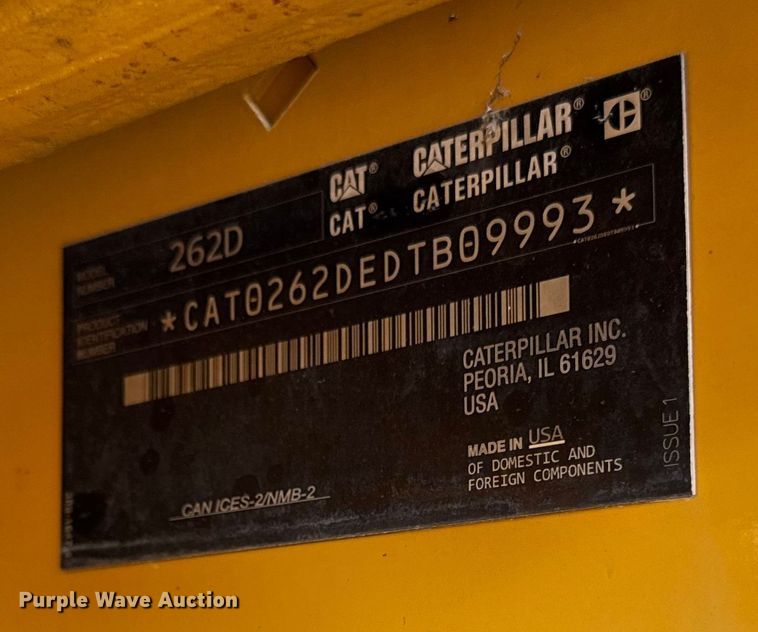 CAT® CATERPILLAR®
CAT® CATERPILLAR®
MODEL NUMBER 262D
PRODUCT IDENTIFICATION NUMBER *CAT0262DEDTB09993*
CATERPILLAR INC.
PEORIA, IL 61629
USA
MADE IN USA
OF DOMESTIC AND
FOREIGN COMPONENTS
ISSUE 1
CAN ICES-2/NMB-2
Purple Wave Auction